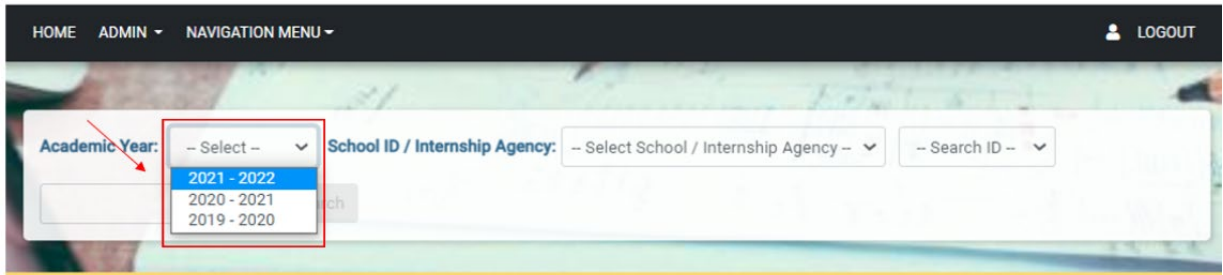 HOME ADMIN NAVIGATION MENU LOGOUT
Academic Year: -- Select -- School ID / Internship Agency: -- Select School / Internship Agency -- -- Search ID --
2021 - 2022
2020 - 2021
2019 - 2020